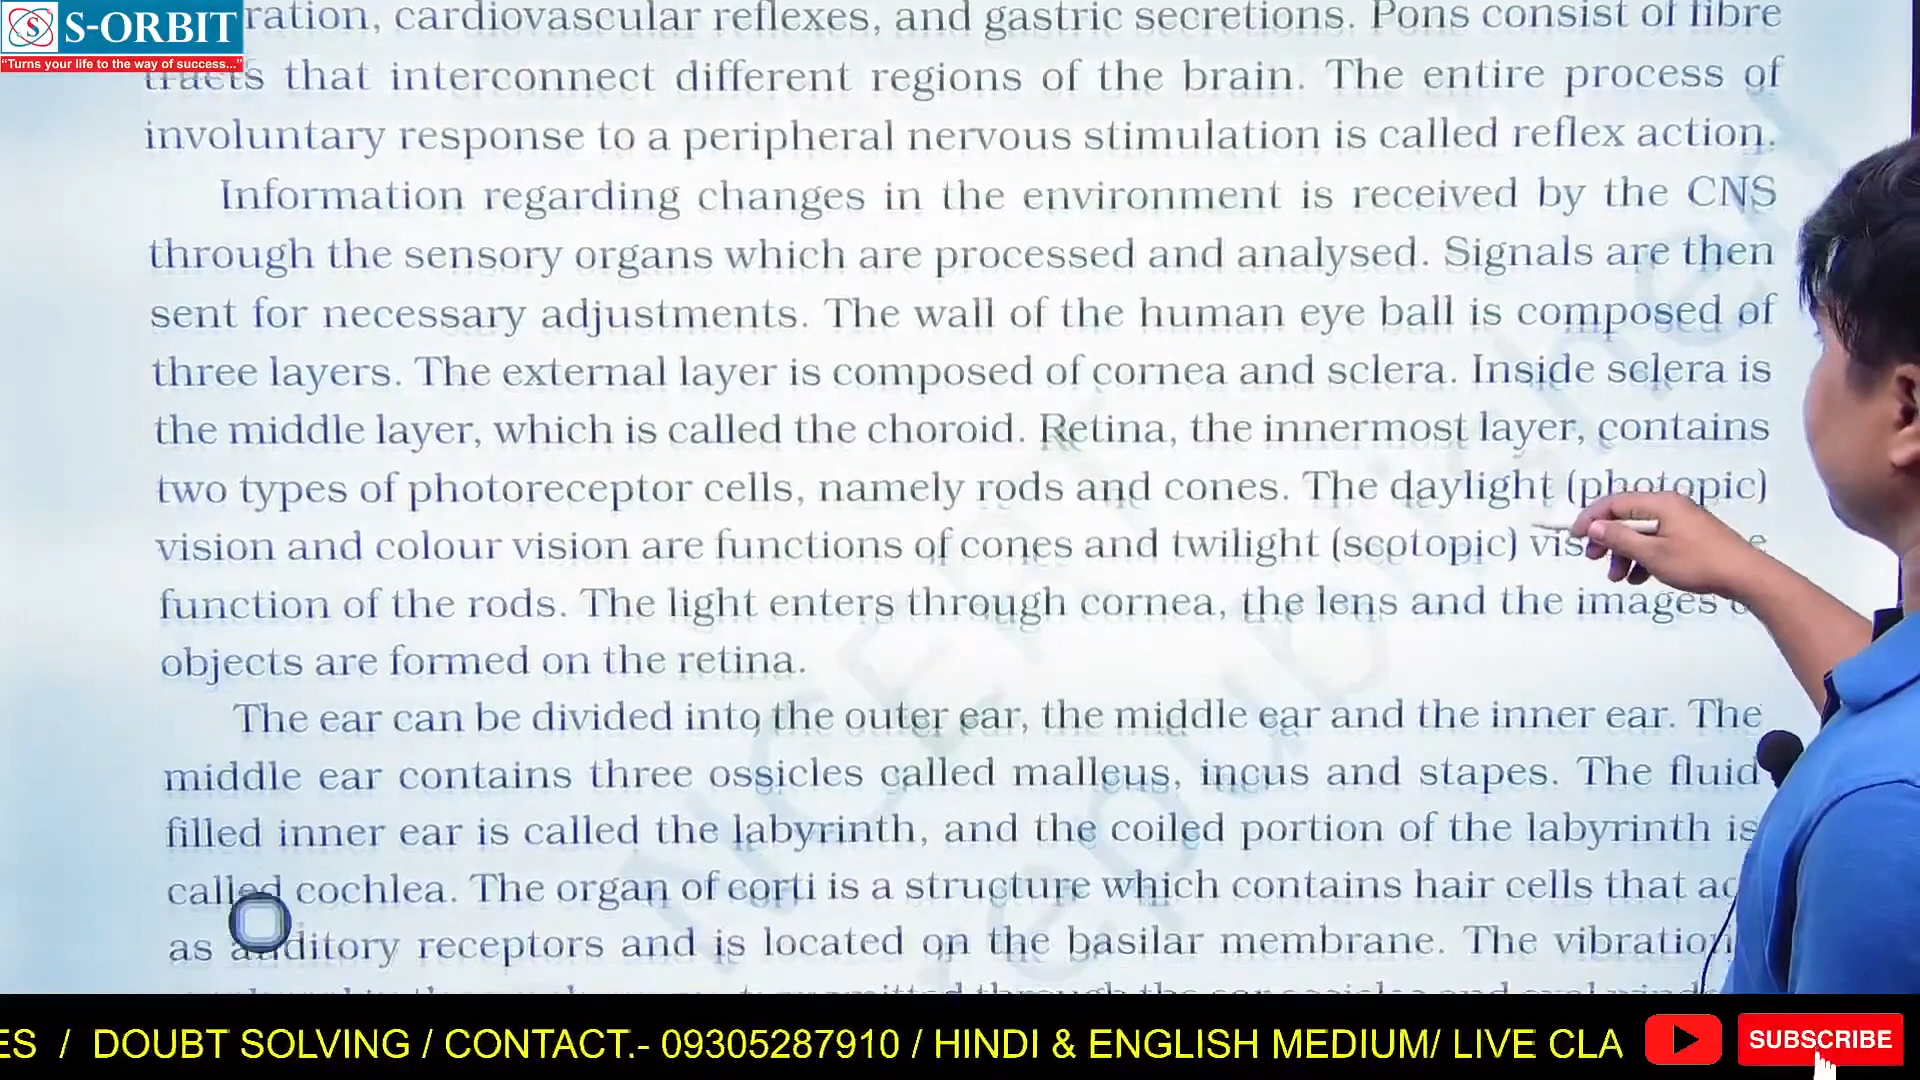 S-ORBIT
"Turns your life to the way of success..."
ration, cardiovascular reflexes, and gastric secretions. Pons consist of fibre
tracts that interconnect different regions of the brain. The entire process of
involuntary response to a peripheral nervous stimulation is called reflex action.
Information regarding changes in the environment is received by the CNS
through the sensory organs which are processed and analysed. Signals are then
sent for necessary adjustments. The wall of the human eye ball is composed of
three layers. The external layer is composed of cornea and sclera. Inside sclera is
the middle layer, which is called the choroid. Retina, the innermost layer, contains
two types of photoreceptor cells, namely rods and cones. The daylight (photopic)
vision and colour vision are functions of cones and twilight (scotopic) vis
function of the rods. The light enters through cornea, the lens and the images
objects are formed on the retina.
The ear can be divided into the outer ear, the middle ear and the inner ear. The
middle ear contains three ossicles called malleus, incus and stapes. The fluid
filled inner ear is called the labyrinth, and the coiled portion of the labyrinth is
called cochlea. The organ of corti is a structure which contains hair cells that ac
as auditory receptors and is located on the basilar membrane. The vibration
ES / DOUBT SOLVING / CONTACT.- 09305287910 / HINDI & ENGLISH MEDIUM/ LIVE CLA
SUBSCRIBE